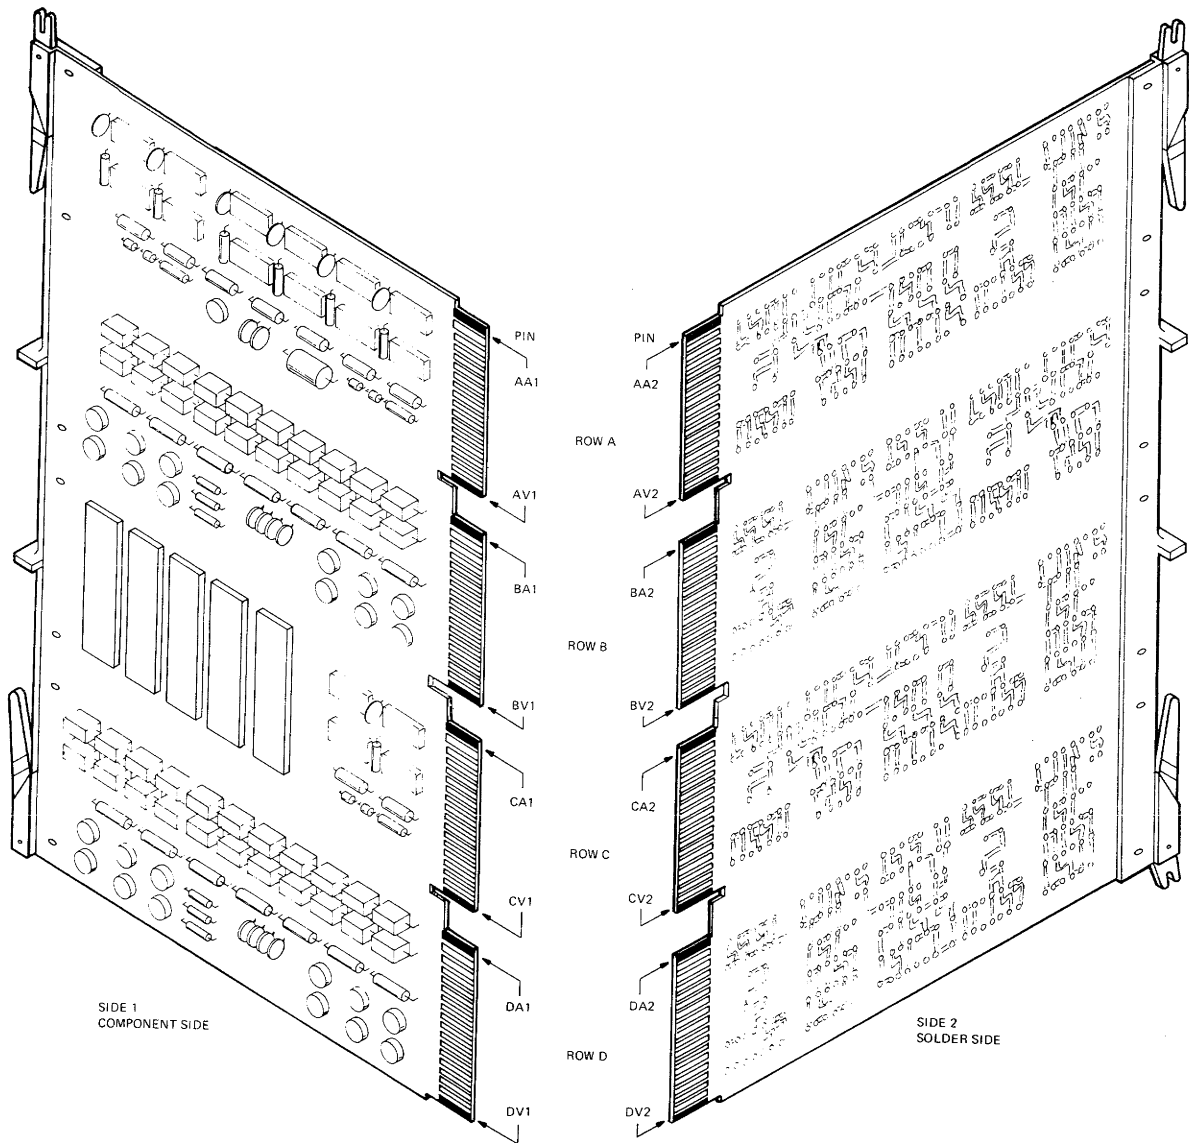 PIN
PIN
AA1
AA2
ROW A
AV1
AV2
BA1
BA2
ROW B
BV1
BV2
CA1
CA2
ROW C
CV1
CV2
DA1
DA2
SIDE 1
COMPONENT SIDE
SIDE 2
SOLDER SIDE
ROW D
DV1
DV2